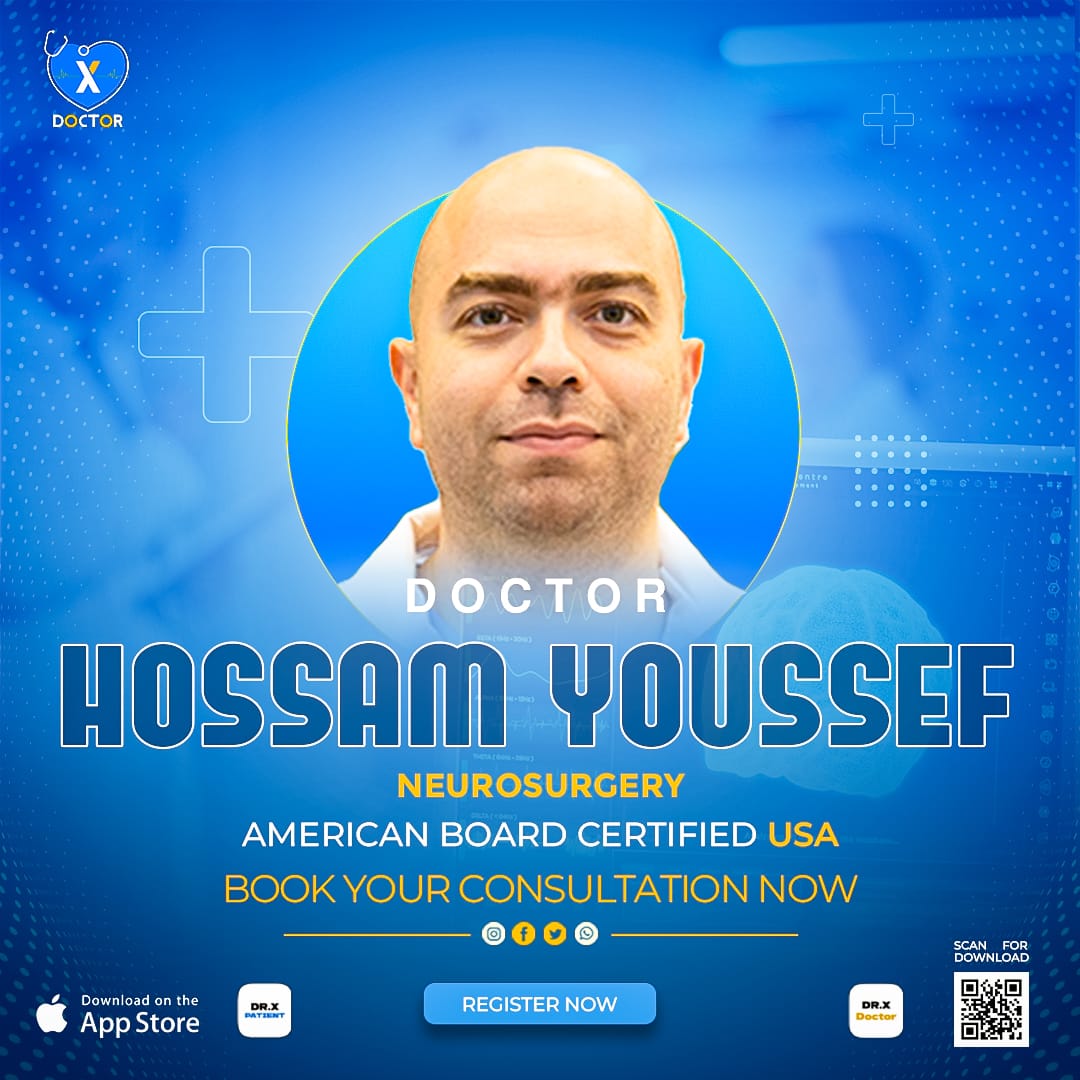 X
DOCTOR
DOCTOR
HOSSAM YOUSSEF
NEUROSURGERY
AMERICAN BOARD CERTIFIED USA
BOOK YOUR CONSULTATION NOW
SCAN FOR
DOWNLOAD
Download on the
App Store
DR.X
PATIENT
REGISTER NOW
DR.X
Doctor